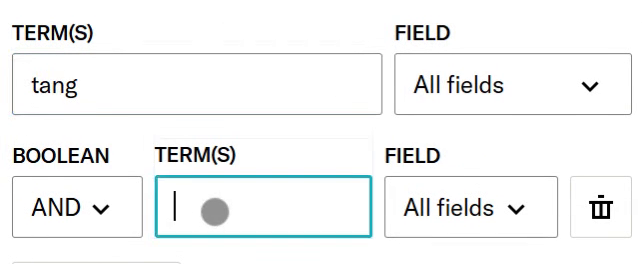 TERM(S) FIELD
tang All fields
BOOLEAN TERM(S) FIELD
AND All fields